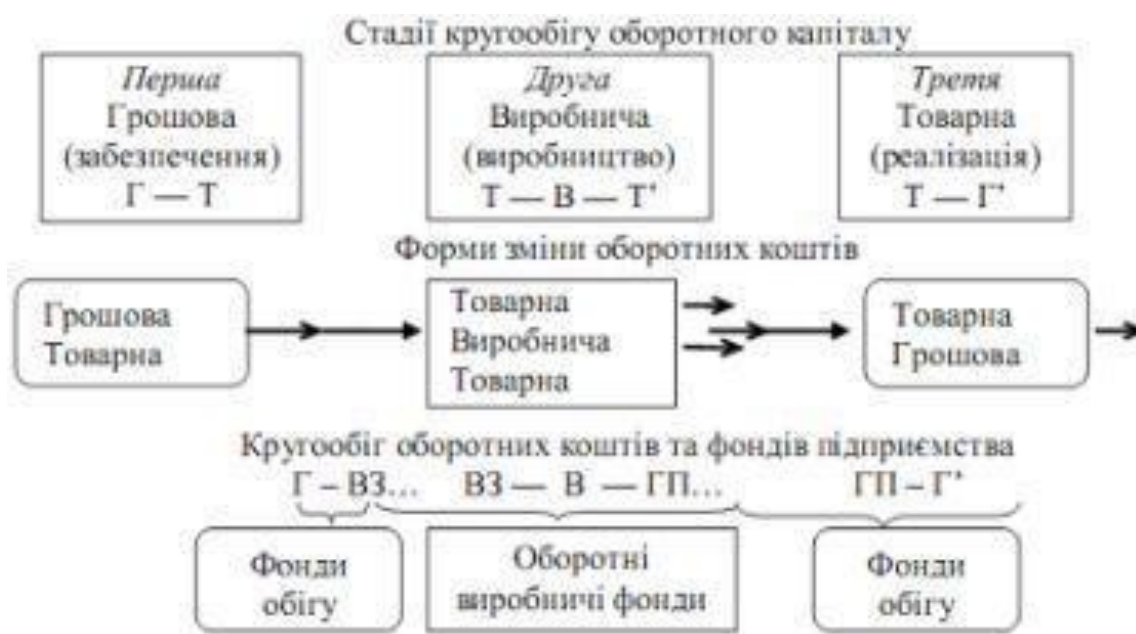 Стадії кругообігу оборотного капіталу
Перша
Грошова
(забезпечення)
Г — Т
Друга
Виробнича
(виробництво)
Т — В — Т'
Третя
Товарна
(реалізація)
Т — Г'
Форми зміни оборотних коштів
Грошова
Товарна
Товарна
Виробнича
Товарна
Товарна
Грошова
Кругообіг оборотних коштів та фондів підприємства
Г – ВЗ... ВЗ — В — ГП... ГП – Г'
Фонди
обігу
Оборотні
виробничі фонди
Фонди
обігу